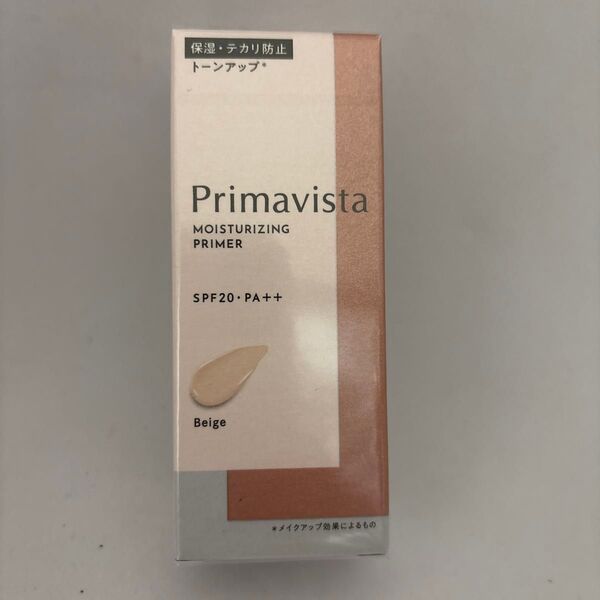 保湿・テカリ防止
トーンアップ*
Primavista
MOISTURIZING
PRIMER
SPF20・PA++
Beige
*メイクアップ効果によるもの